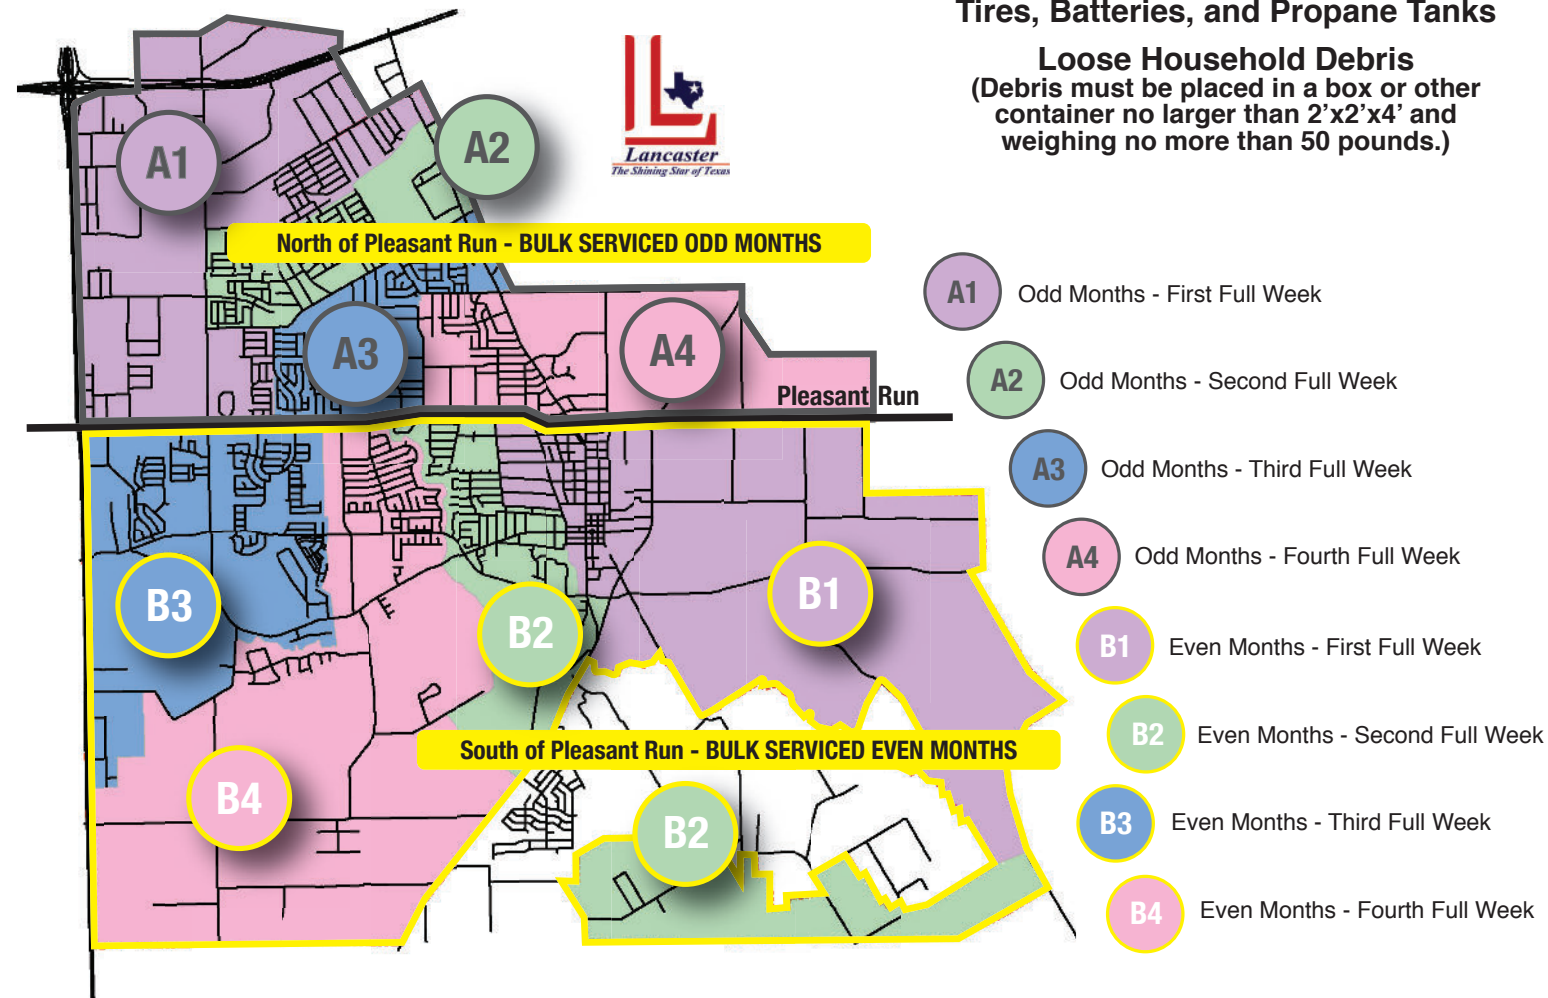 Tires, Batteries, and Propane Tanks
Loose Household Debris
(Debris must be placed in a box or other
container no larger than 2’x2’x4’ and
weighing no more than 50 pounds.)
Lancaster
The Shining Star of Texas
A1
A2
North of Pleasant Run - BULK SERVICED ODD MONTHS
A3
A4
Pleasant Run
B3
B2
B1
South of Pleasant Run - BULK SERVICED EVEN MONTHS
B4
B2
A1 Odd Months - First Full Week
A2 Odd Months - Second Full Week
A3 Odd Months - Third Full Week
A4 Odd Months - Fourth Full Week
B1 Even Months - First Full Week
B2 Even Months - Second Full Week
B3 Even Months - Third Full Week
B4 Even Months - Fourth Full Week